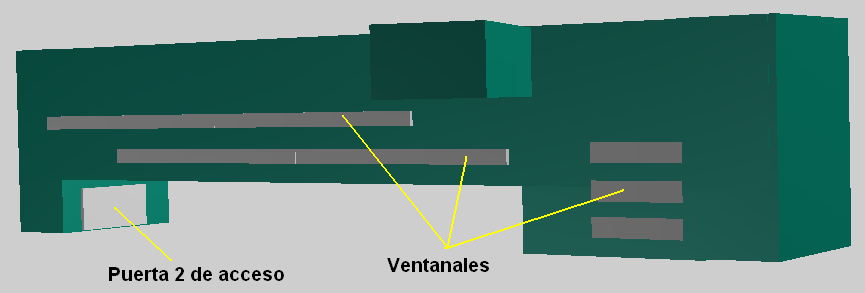 Ventanales
Puerta 2 de acceso